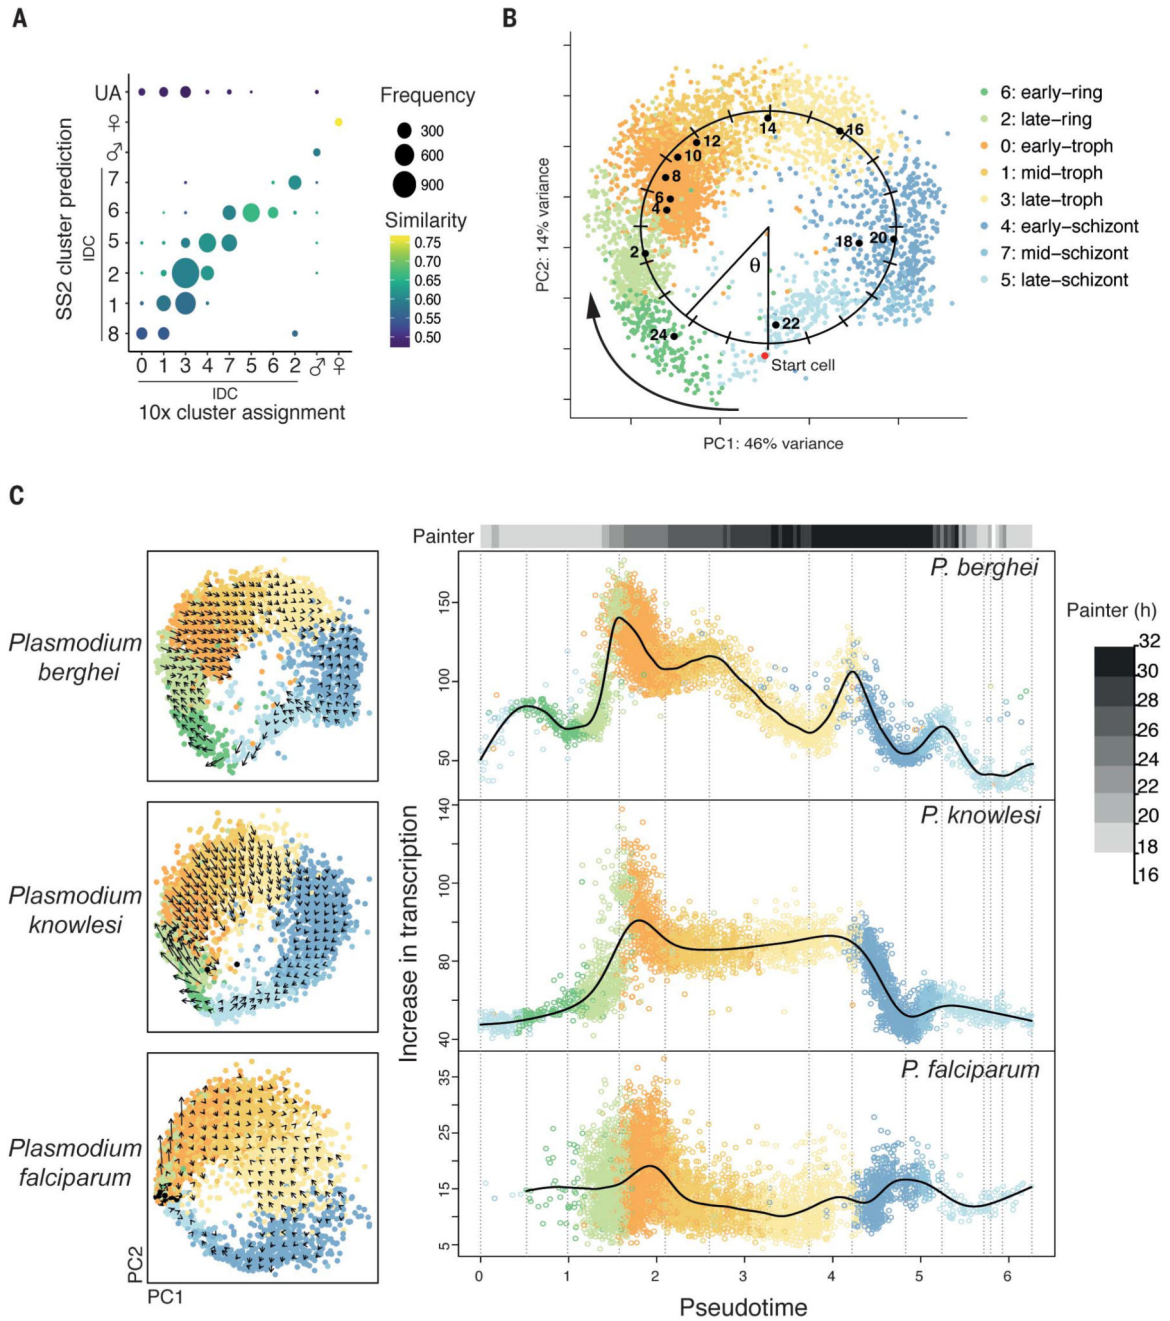 A
UA
♀
♂
7
6
5
2
1
8
SS2 cluster prediction
IDC
0 1 3 4 7 5 6 2 ♂ ♀
IDC
10x cluster assignment
Frequency
300
600
900
Similarity
0.75
0.70
0.65
0.60
0.55
0.50
B
PC2: 14% variance
14
16
12
10
8
6
4
2
18
20
22
24
θ
Start cell
PC1: 46% variance
6: early–ring
2: late–ring
0: early–troph
1: mid–troph
3: late–troph
4: early–schizont
7: mid–schizont
5: late–schizont
C
Plasmodium
berghei
Plasmodium
knowlesi
Plasmodium
falciparum
PC2
PC1
Painter
P. berghei
150
100
50
P. knowlesi
140
100
80
40
P. falciparum
35
25
15
5
Increase in transcription
0 1 2 3 4 5 6
Pseudotime
Painter (h)
32
30
28
26
24
22
20
18
16